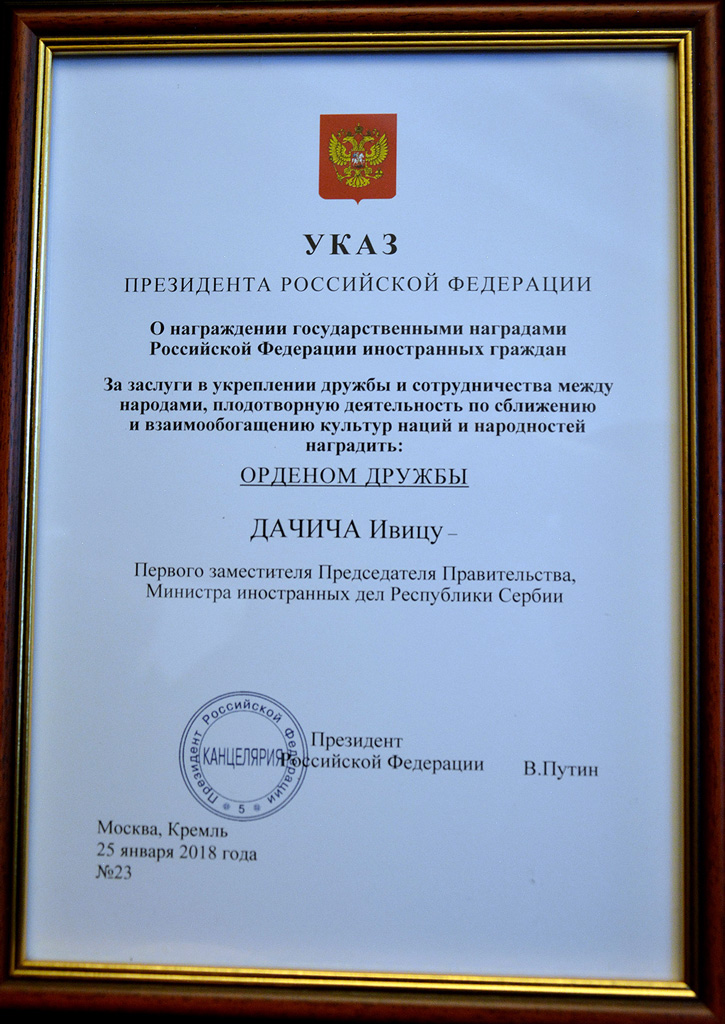 УКАЗ
ПРЕЗИДЕНТА РОССИЙСКОЙ ФЕДЕРАЦИИ
О награждении государственными наградами
Российской Федерации иностранных граждан
За заслуги в укреплении дружбы и сотрудничества между
народами, плодотворную деятельность по сближению
и взаимообогащению культур наций и народностей
наградить:
ОРДЕНОМ ДРУЖБЫ
ДАЧИЧА Ивицу –
Первого заместителя Председателя Правительства,
Министра иностранных дел Республики Сербии
Президент Российской Федерации
КАНЦЕЛЯРИЯ
* 5 *
Президент
Российской Федерации В.Путин
Москва, Кремль
25 января 2018 года
№23